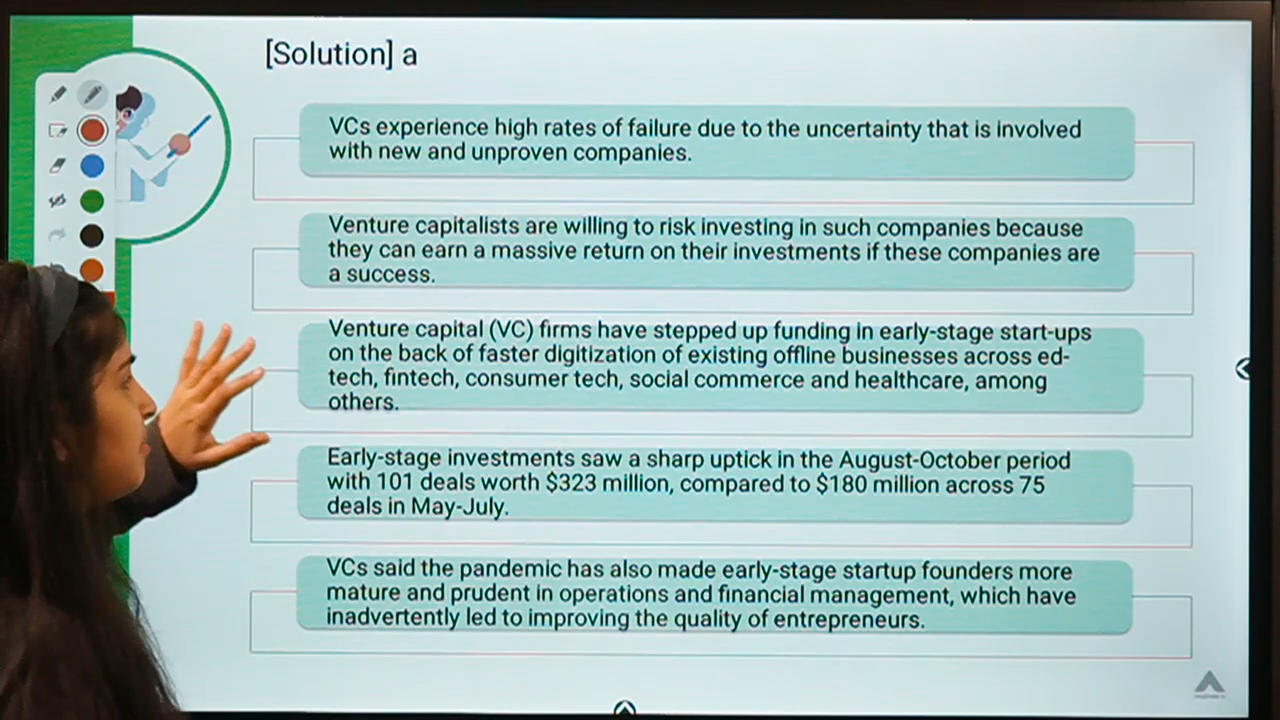 [Solution] a
VCs experience high rates of failure due to the uncertainty that is involved
with new and unproven companies.
Venture capitalists are willing to risk investing in such companies because
they can earn a massive return on their investments if these companies are
a success.
Venture capital (VC) firms have stepped up funding in early-stage start-ups
on the back of faster digitization of existing offline businesses across ed-
tech, fintech, consumer tech, social commerce and healthcare, among
others.
Early-stage investments saw a sharp uptick in the August-October period
with 101 deals worth $323 million, compared to $180 million across 75
deals in May-July.
VCs said the pandemic has also made early-stage startup founders more
mature and prudent in operations and financial management, which have
inadvertently led to improving the quality of entrepreneurs.